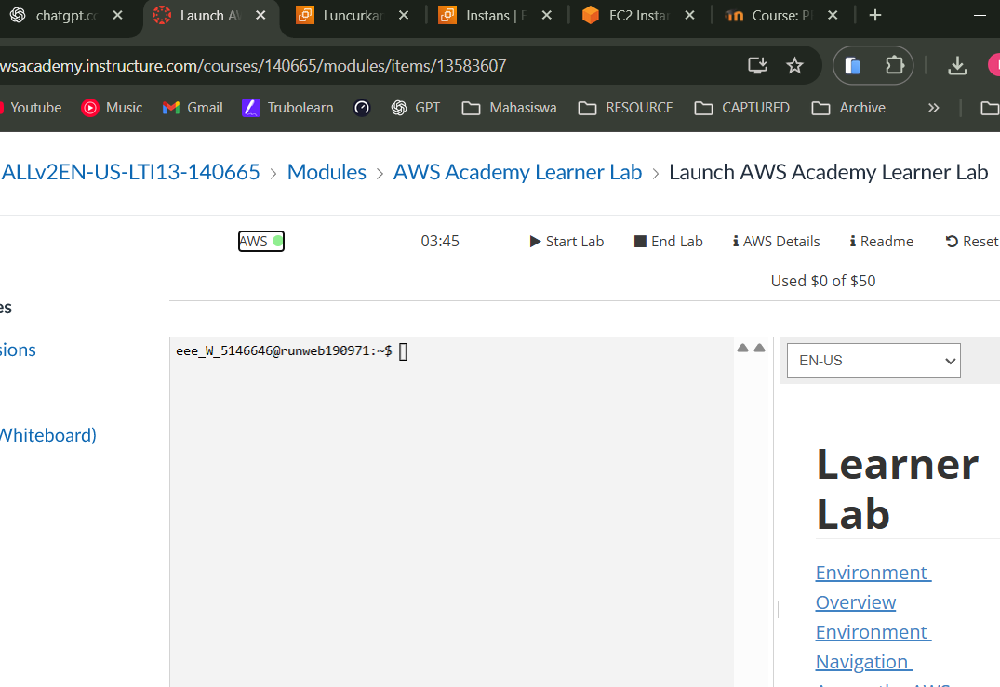 chatgpt.cc Launch AV Luncurkar Instans | E EC2 Instar Course: PI
wsacademy.instructure.com/courses/140665/modules/items/13583607
Youtube Music Gmail Trubolearn GPT Mahasiswa RESOURCE CAPTURED Archive »
ALLv2EN-US-LTI13-140665 › Modules › AWS Academy Learner Lab › Launch AWS Academy Learner Lab
AWS 03:45 Start Lab End Lab AWS Details Readme Reset
Used $0 of $50
es
sions
Whiteboard)
eee_W_5146646@runweb190971:~$
EN-US
Learner
Lab
Environment
Overview
Environment
Navigation